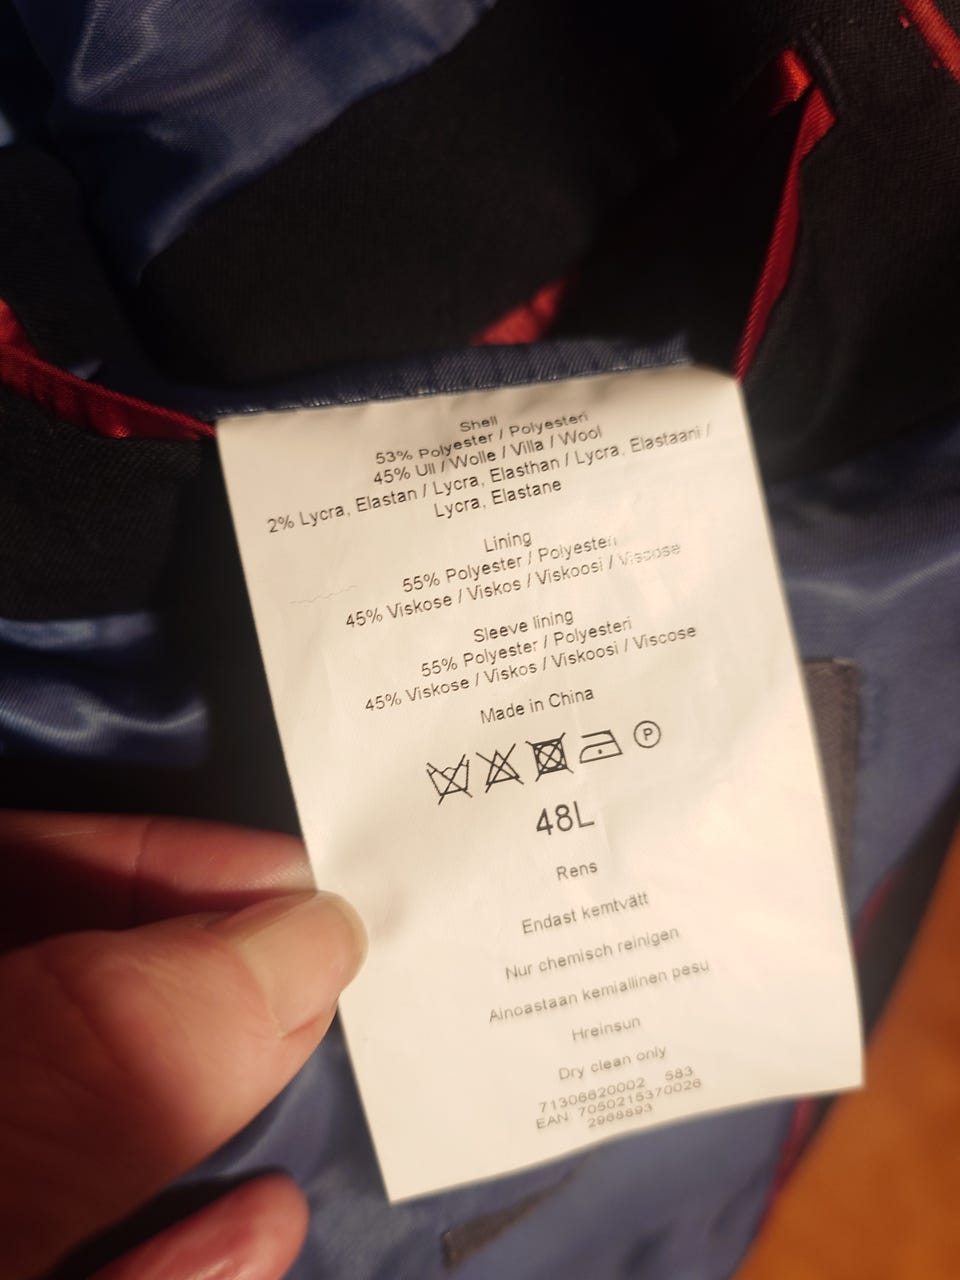 Shell
53% Polyester / Polyesteri
45% Ull / Wolle / Villa / Wool
2% Lycra, Elastan / Lycra, Elasthan / Lycra, Elastaani /
Lycra, Elastane
Lining
55% Polyester / Polyesteri
45% Viskose / Viskos / Viskoosi / Viscose
Sleeve lining
55% Polyester / Polyesteri
45% Viskose / Viskos / Viskoosi / Viscose
Made in China
P
48L
Rens
Endast kemtvätt
Nur chemisch reinigen
Ainoastaan kemiallinen pesu
Hreinsun
Dry clean only
71306620002 583
EAN 7050215370026
2968893